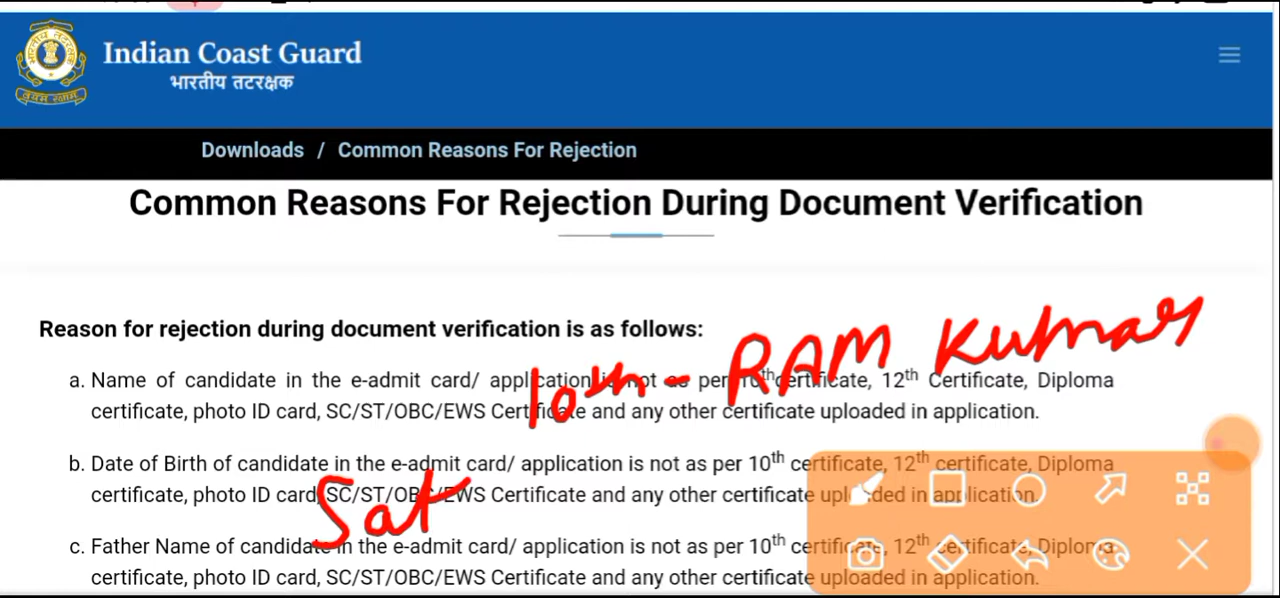 Indian Coast Guard
भारतीय तटरक्षक
Downloads / Common Reasons For Rejection
Common Reasons For Rejection During Document Verification
Reason for rejection during document verification is as follows:
10th - RAM Kumar
a. Name of candidate in the e-admit card/ application is not as per 10th certificate, 12th Certificate, Diploma
certificate, photo ID card, SC/ST/OBC/EWS Certificate and any other certificate uploaded in application.
b. Date of Birth of candidate in the e-admit card/ application is not as per 10th certificate, 12th certificate, Diploma
certificate, photo ID card, SC/ST/OBC/EWS Certificate and any other certificate uploaded in application.
Sat
c. Father Name of candidate in the e-admit card/ application is not as per 10th certificate, 12th certificate, Diploma
certificate, photo ID card, SC/ST/OBC/EWS Certificate and any other certificate uploaded in application.